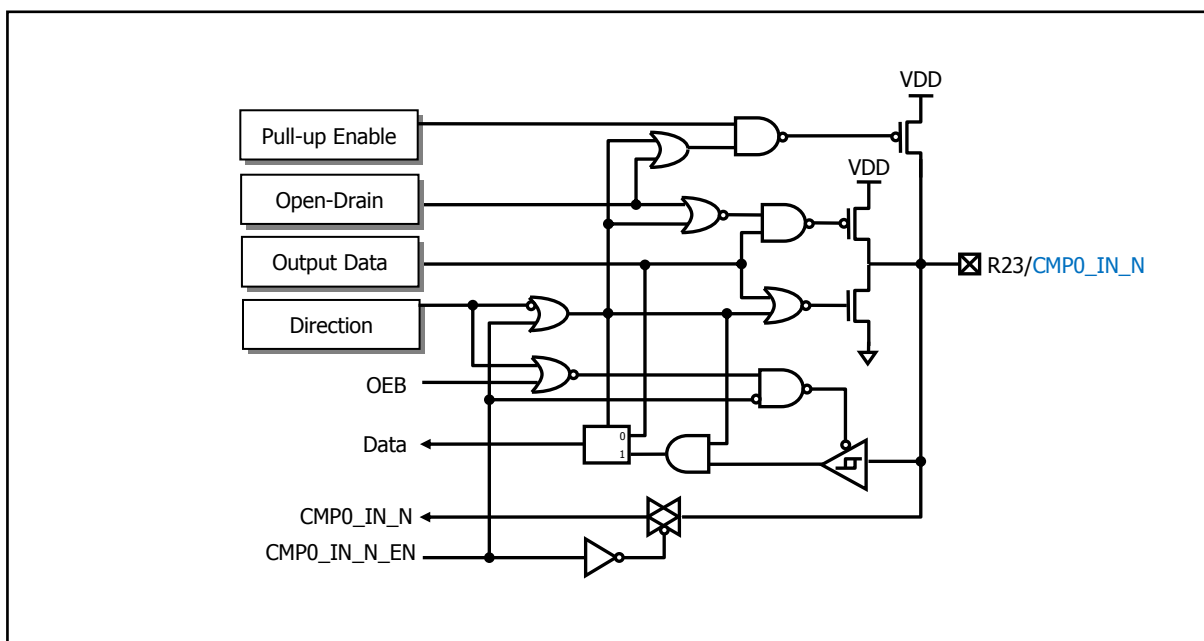 VDD
Pull-up Enable
VDD
Open-Drain
Output Data
R23/CMP0_IN_N
Direction
OEB
Data
0
1
CMP0_IN_N
CMP0_IN_N_EN